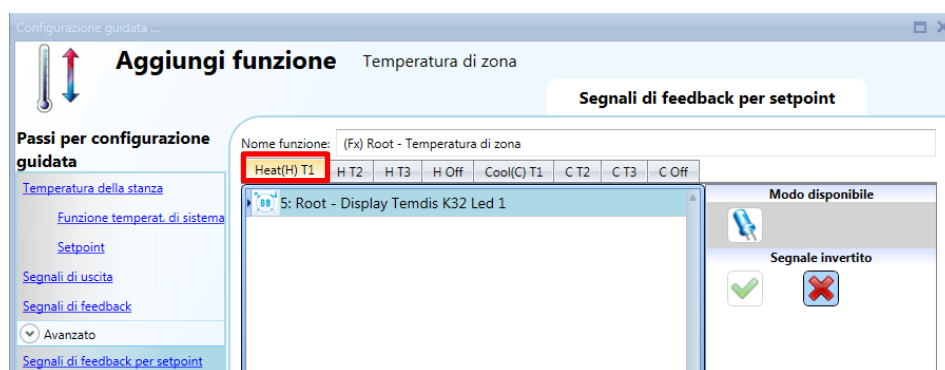 Configurazione guidata ...
Aggiungi funzione Temperatura di zona
Segnali di feedback per setpoint
Passi per configurazione guidata
Nome funzione: (Fx) Root - Temperatura di zona
Heat(H) T1 H T2 H T3 H Off Cool(C) T1 C T2 C T3 C Off
Temperatura della stanza
Funzione temperat. di sistema
Setpoint
Segnali di uscita
Segnali di feedback
Avanzato
Segnali di feedback per setpoint
88 5: Root - Display Temdis K32 Led 1
Modo disponibile
Segnale invertito